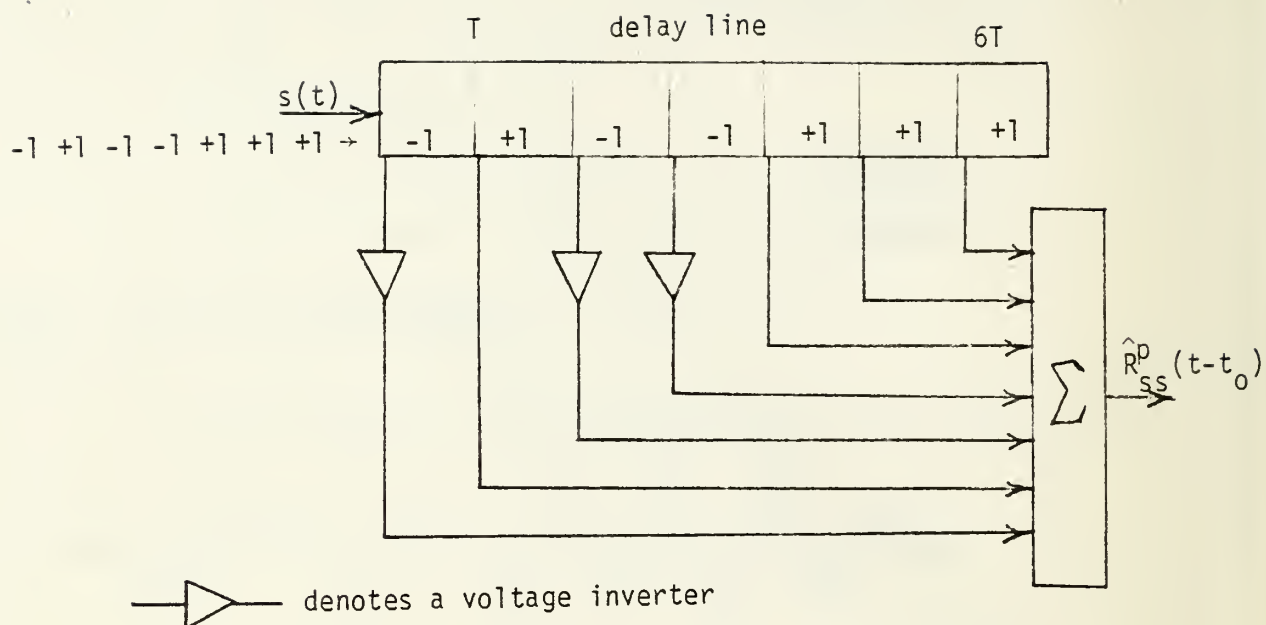 T delay line 6T
s(t)
-1 +1 -1 -1 +1 +1 +1 →
-1 +1 -1 -1 +1 +1 +1
Σ
R̂ᵖss(t-to)
denotes a voltage inverter